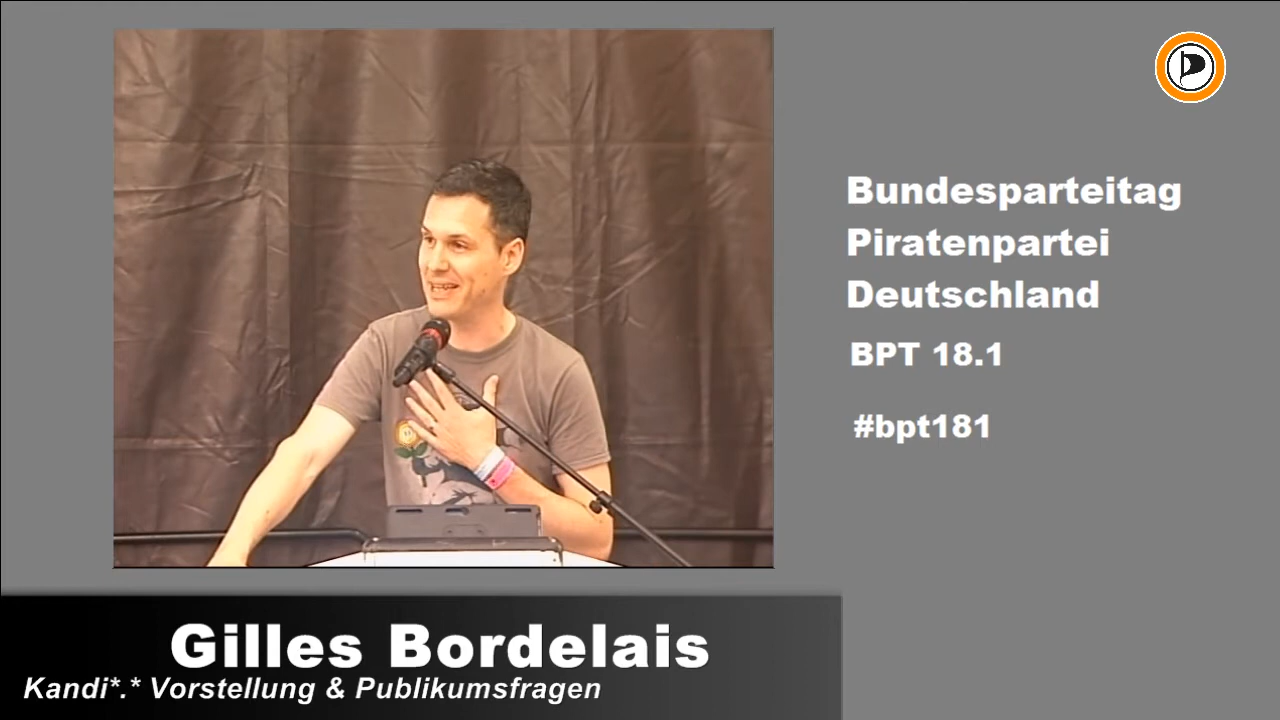 Bundesparteitag
Piratenpartei
Deutschland
BPT 18.1
#bpt181
Gilles Bordelais
Kandi*.* Vorstellung & Publikumsfragen